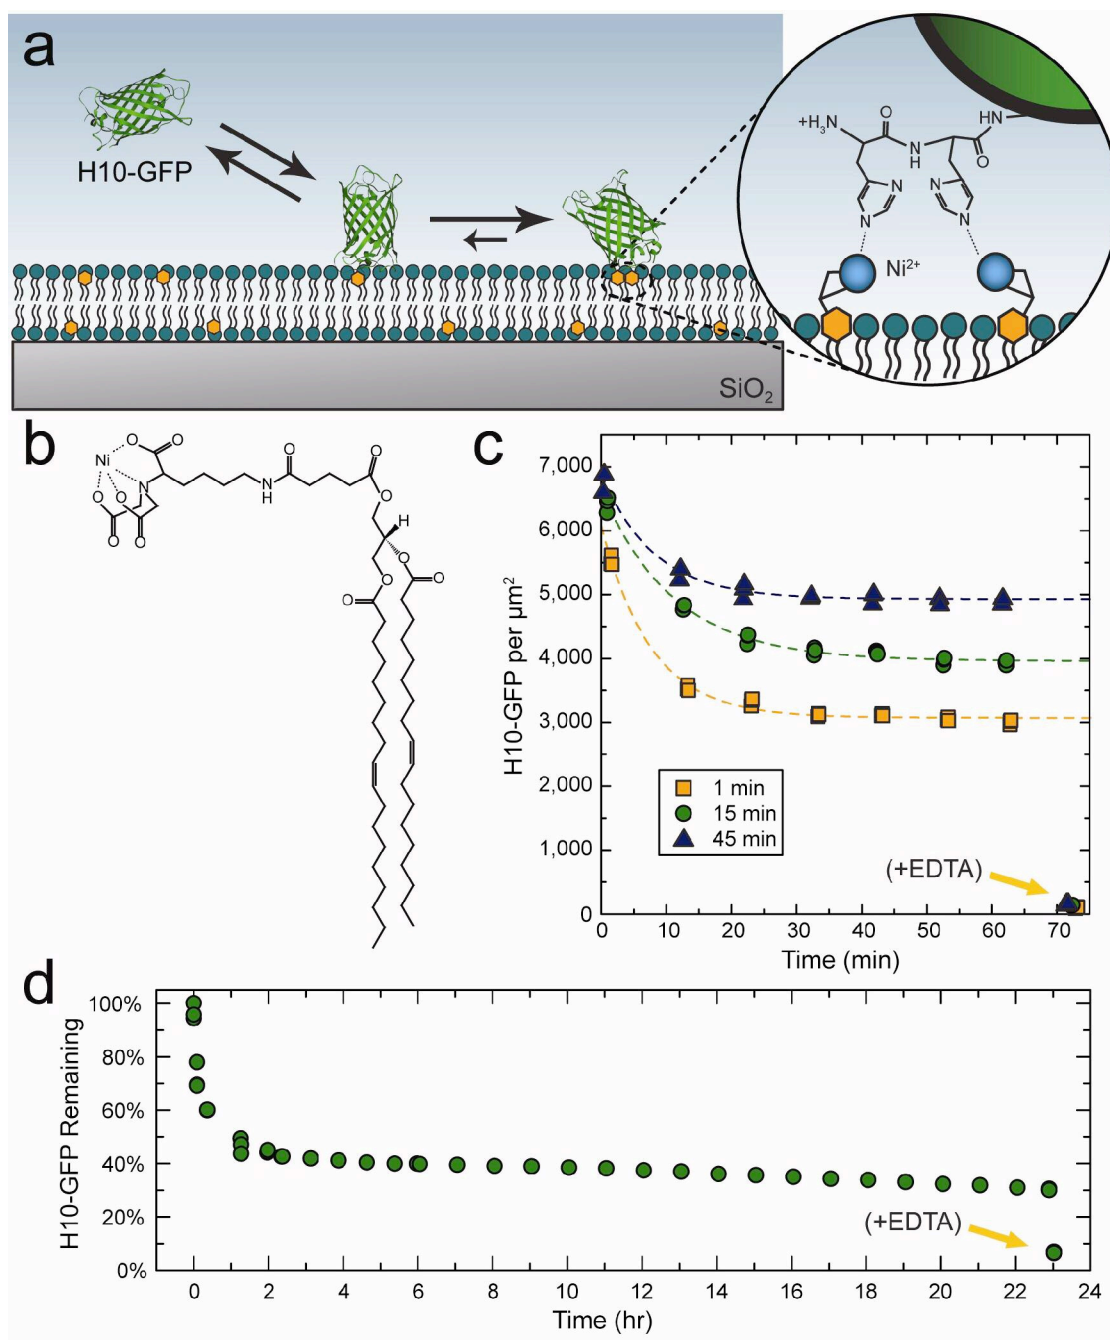 a
H10-GFP
SiO2
+H3N
O
N
H
HN
O
N
N
N
N
Ni2+
b
Ni
O
O
N
O
O
O
O
O
N
H
O
O
H
O
O
O
O
c
H10-GFP per µm2
7,000
6,000
5,000
4,000
3,000
2,000
1,000
0
1 min
15 min
45 min
(+EDTA)
0 10 20 30 40 50 60 70
Time (min)
d
H10-GFP Remaining
100%
80%
60%
40%
20%
0%
(+EDTA)
0 2 4 6 8 10 12 14 16 18 20 22 24
Time (hr)